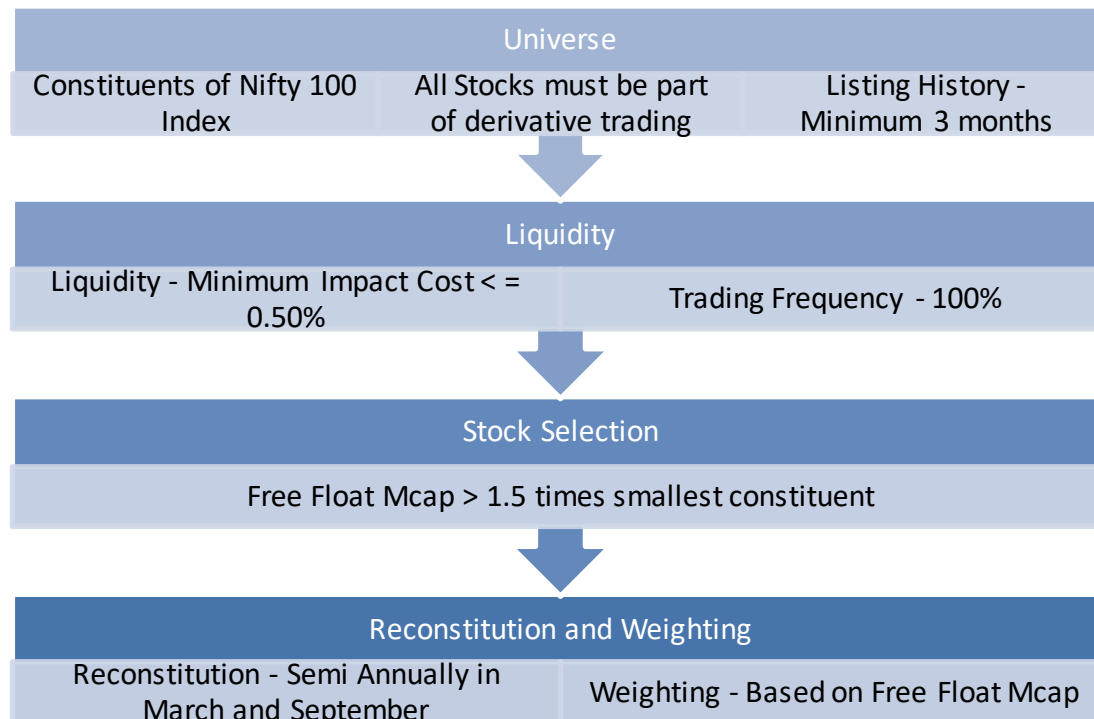 Universe
Constituents of Nifty 100
Index
All Stocks must be part
of derivative trading
Listing History -
Minimum 3 months
Liquidity
Liquidity - Minimum Impact Cost < =
0.50%
Trading Frequency - 100%
Stock Selection
Free Float Mcap > 1.5 times smallest constituent
Reconstitution and Weighting
Reconstitution - Semi Annually in
March and September
Weighting - Based on Free Float Mcap